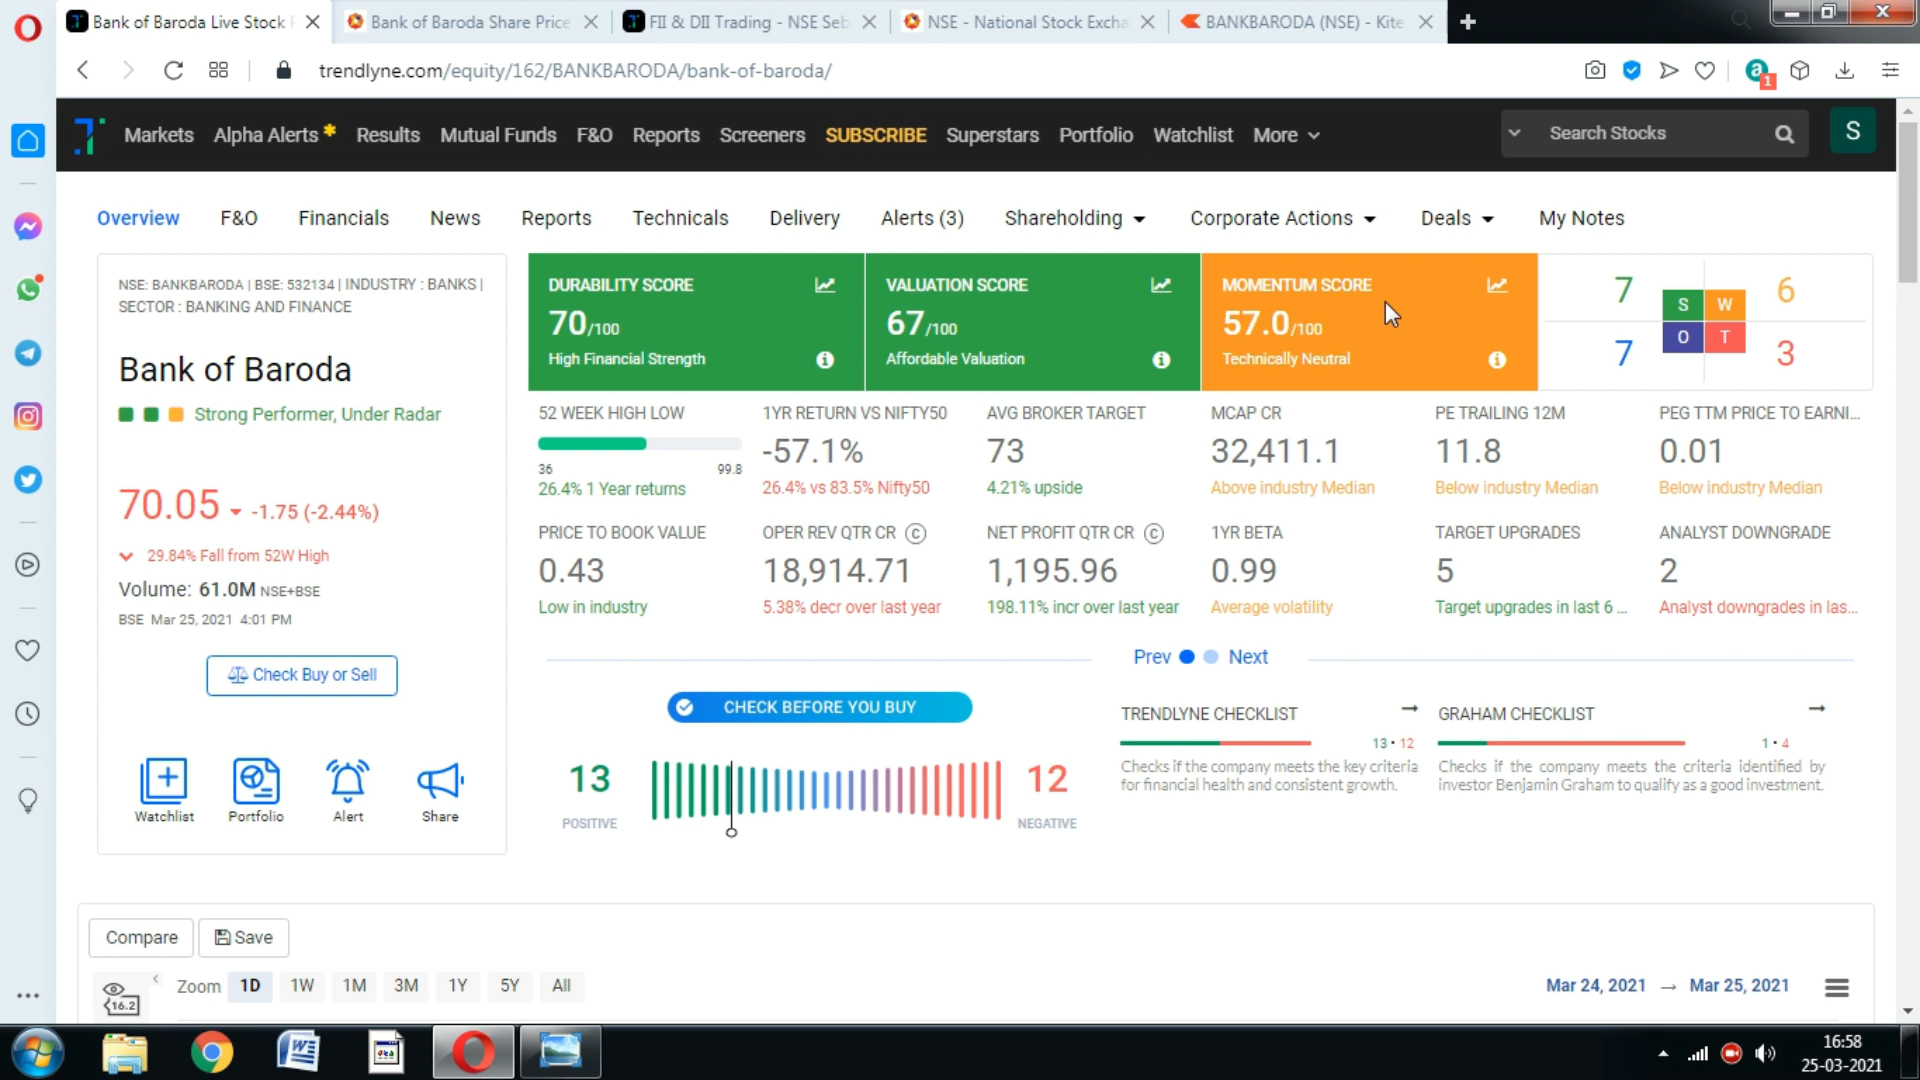 Bank of Baroda Live Stock P
Bank of Baroda Share Price
FII & DII Trading - NSE Seb
NSE - National Stock Excha
BANKBARODA (NSE) - Kite
trendlyne.com/equity/162/BANKBARODA/bank-of-baroda/
a 1
Markets Alpha Alerts Results Mutual Funds F&O Reports Screeners SUBSCRIBE Superstars Portfolio Watchlist More
Search Stocks
S
Overview F&O Financials News Reports Technicals Delivery Alerts (3) Shareholding Corporate Actions Deals My Notes
NSE: BANKBARODA | BSE: 532134 | INDUSTRY : BANKS |
SECTOR : BANKING AND FINANCE
Bank of Baroda
Strong Performer, Under Radar
70.05 -1.75 (-2.44%)
29.84% Fall from 52W High
Volume: 61.0M NSE+BSE
BSE Mar 25, 2021 4:01 PM
Check Buy or Sell
Watchlist Portfolio Alert Share
DURABILITY SCORE
70/100
High Financial Strength
VALUATION SCORE
67/100
Affordable Valuation
MOMENTUM SCORE
57.0/100
Technically Neutral
7 S W 6
7 O T 3
52 WEEK HIGH LOW
36 99.8
26.4% 1 Year returns
1YR RETURN VS NIFTY50
-57.1%
26.4% vs 83.5% Nifty50
AVG BROKER TARGET
73
4.21% upside
MCAP CR
32,411.1
Above industry Median
PE TRAILING 12M
11.8
Below industry Median
PEG TTM PRICE TO EARNI...
0.01
Below industry Median
PRICE TO BOOK VALUE
0.43
Low in industry
OPER REV QTR CR C
18,914.71
5.38% decr over last year
NET PROFIT QTR CR C
1,195.96
198.11% incr over last year
1YR BETA
0.99
Average volatility
TARGET UPGRADES
5
Target upgrades in last 6 ...
ANALYST DOWNGRADE
2
Analyst downgrades in las...
Prev Next
CHECK BEFORE YOU BUY
13
POSITIVE
12
NEGATIVE
TRENDLYNE CHECKLIST
13 • 12
Checks if the company meets the key criteria
for financial health and consistent growth.
GRAHAM CHECKLIST
1 • 4
Checks if the company meets the criteria identified by
investor Benjamin Graham to qualify as a good investment.
Compare Save
16.2
Zoom 1D 1W 1M 3M 1Y 5Y All
Mar 24, 2021 → Mar 25, 2021
16:58
25-03-2021